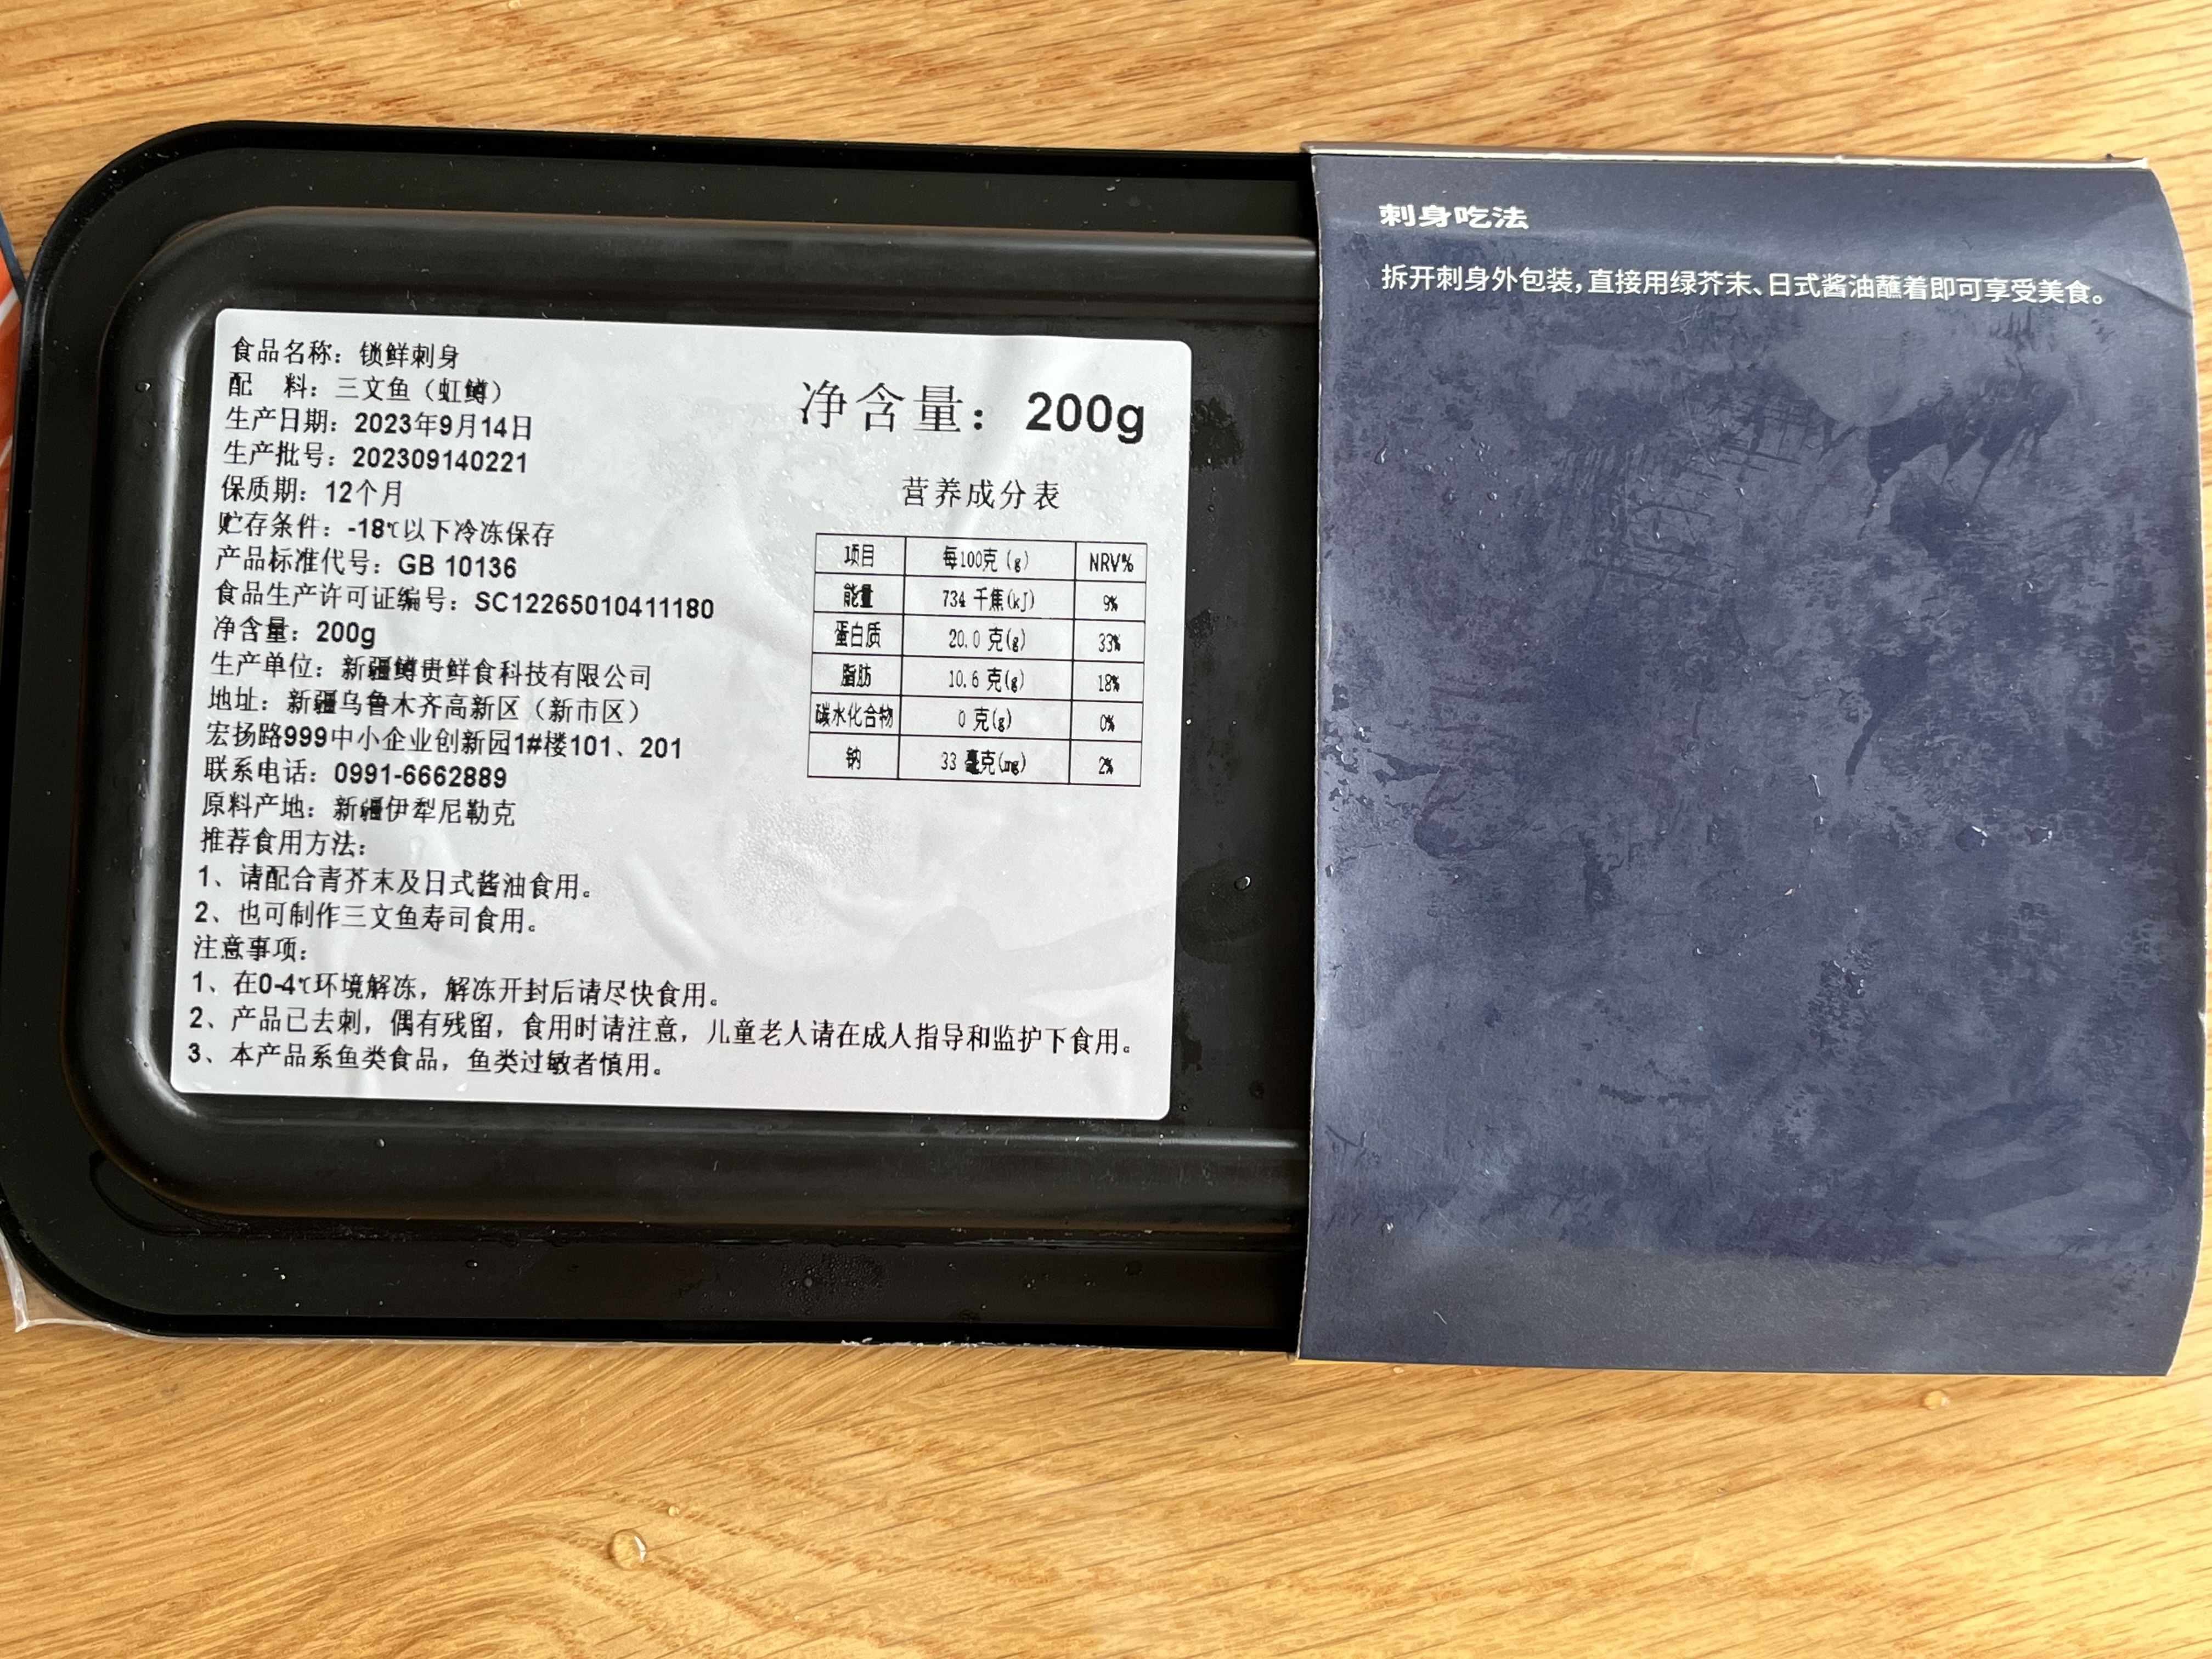 食品名称：锁鲜刺身
配 料：三文鱼（虹鳟）
生产日期：2023年9月14日
生产批号：202309140221
保质期：12个月
贮存条件：-18℃以下冷冻保存
产品标准代号：GB 10136
食品生产许可证编号：SC12265010411180
净含量：200g
生产单位：新疆鳟贵鲜食科技有限公司
地址：新疆乌鲁木齐高新区（新市区）
宏扬路999中小企业创新园1#楼101、201
联系电话：0991-6662889
原料产地：新疆伊犁尼勒克
推荐食用方法：
1、请配合青芥末及日式酱油食用。
2、也可制作三文鱼寿司食用。
注意事项：
1、在0-4℃环境解冻，解冻开封后请尽快食用。
2、产品已去刺，偶有残留，食用时请注意，儿童老人请在成人指导和监护下食用。
3、本产品系鱼类食品，鱼类过敏者慎用。
净含量：200g
营养成分表
项目 每100克（g） NRV%
能量 734 千焦(kJ) 9%
蛋白质 20.0 克(g) 33%
脂肪 10.6 克(g) 18%
碳水化合物 0 克(g) 0%
钠 33 毫克(mg) 2%
刺身吃法
拆开刺身外包装，直接用绿芥末、日式酱油蘸着即可享受美食。